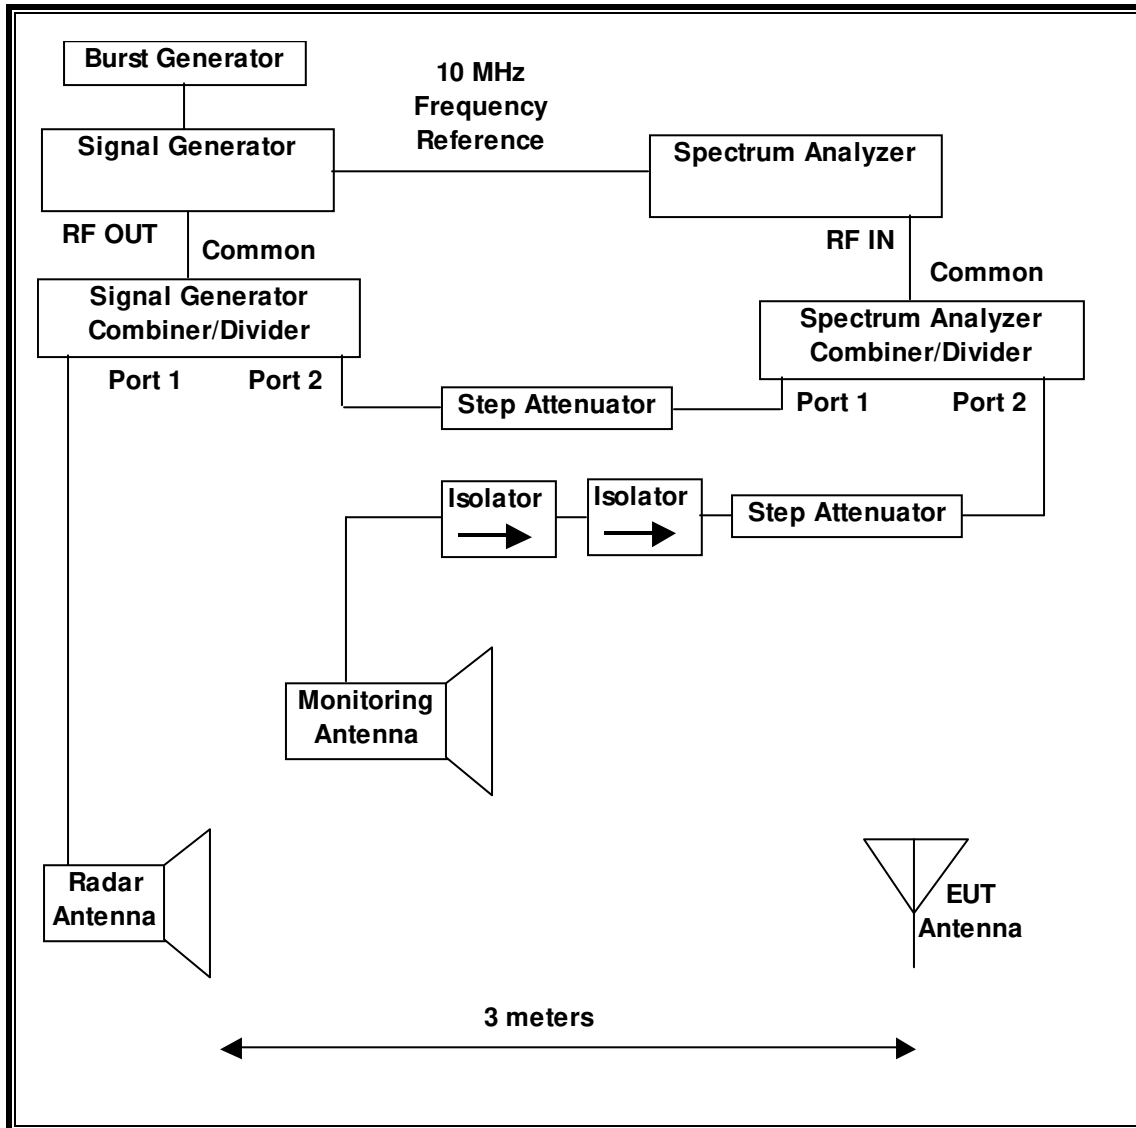 Burst Generator
10 MHz
Frequency
Reference
Signal Generator
Spectrum Analyzer
RF OUT
Common
RF IN
Common
Signal Generator
Combiner/Divider
Spectrum Analyzer
Combiner/Divider
Port 1
Port 2
Step Attenuator
Port 1
Port 2
Isolator
Isolator
Step Attenuator
Monitoring
Antenna
Radar
Antenna
EUT
Antenna
3 meters